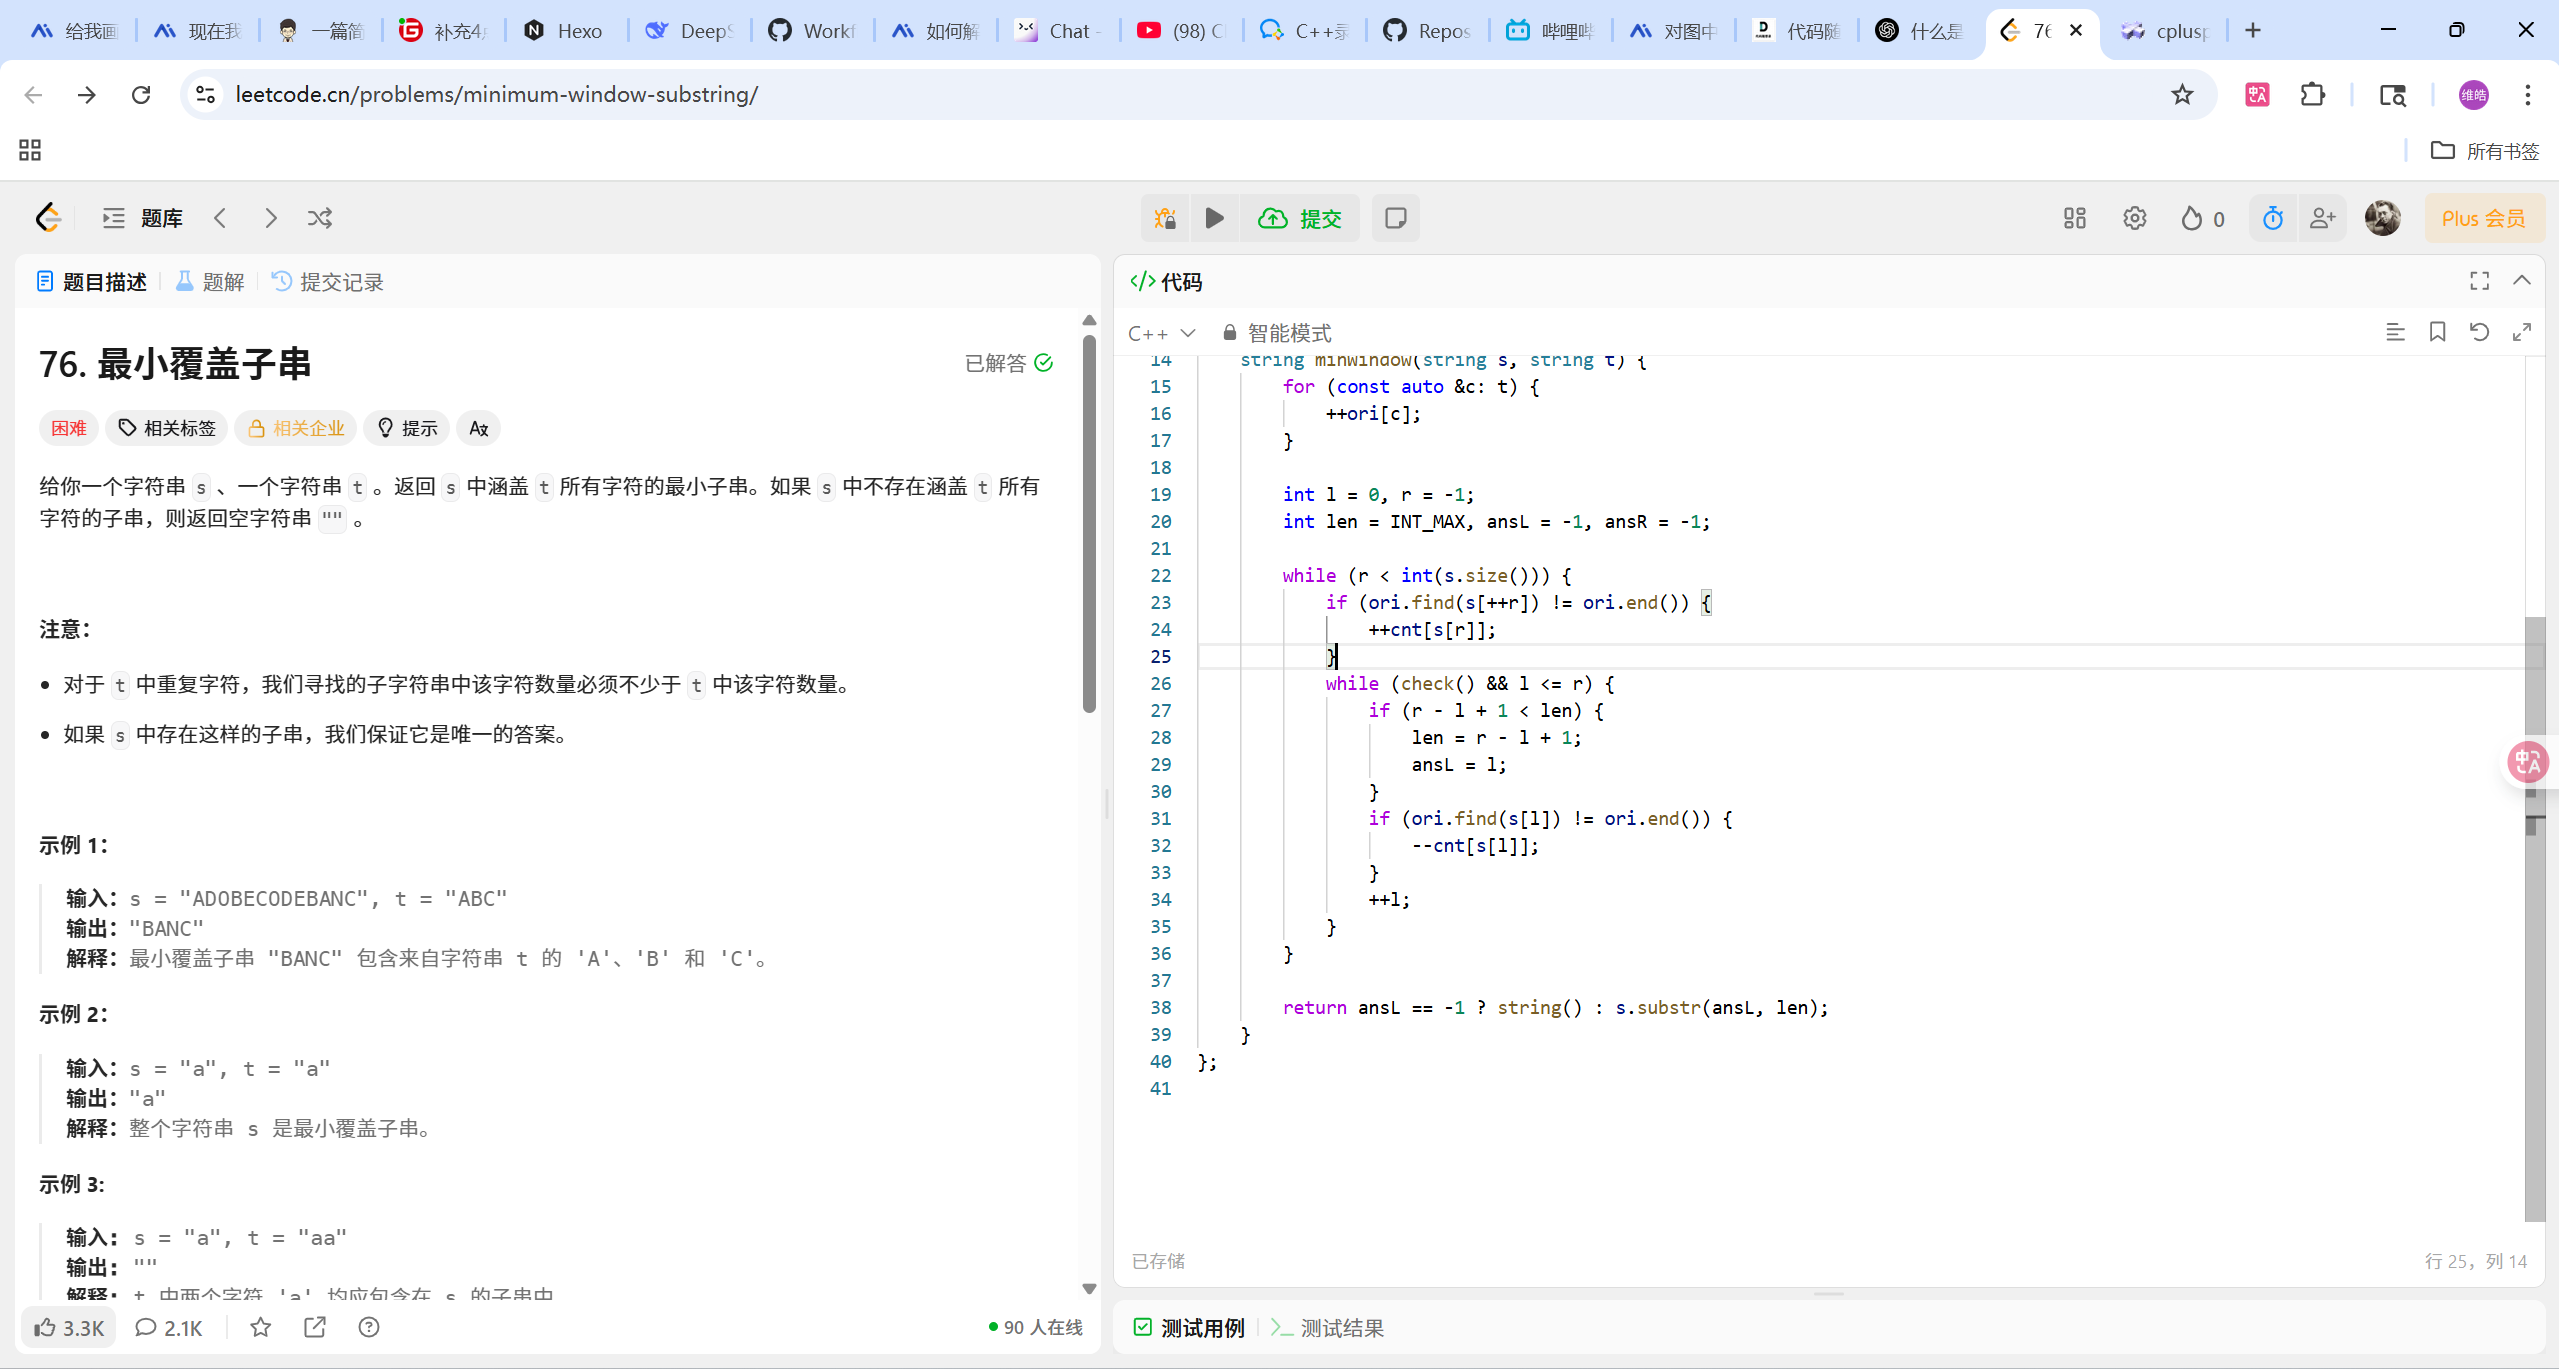 给我画
现在我
一篇简
补充4
Hexo
DeepS
Workf
如何解
Chat -
(98) C
C++录
Repos
哔哩哔
对图中
代码随
什么是
76
cplusp
leetcode.cn/problems/minimum-window-substring/
维皓
所有书签
题库
提交
0
Plus 会员
题目描述
题解
提交记录
76. 最小覆盖子串
已解答
困难
相关标签
相关企业
提示
给你一个字符串 s 、一个字符串 t 。返回 s 中涵盖 t 所有字符的最小子串。如果 s 中不存在涵盖 t 所有
字符的子串，则返回空字符串 "" 。
注意：
• 对于 t 中重复字符，我们寻找的子字符串中该字符数量必须不少于 t 中该字符数量。
• 如果 s 中存在这样的子串，我们保证它是唯一的答案。
示例 1：
输入：s = "ADOBECODEBANC", t = "ABC"
输出："BANC"
解释：最小覆盖子串 "BANC" 包含来自字符串 t 的 'A'、'B' 和 'C'。
示例 2：
输入：s = "a", t = "a"
输出："a"
解释：整个字符串 s 是最小覆盖子串。
示例 3:
输入: s = "a", t = "aa"
输出: ""
解释: t 中两个字符 'a' 均应包含在 s 的子串中
3.3K
2.1K
90 人在线
代码
C++
智能模式
14 string minWindow(string s, string t) {
15 for (const auto &c: t) {
16 ++ori[c];
17 }
18
19 int l = 0, r = -1;
20 int len = INT_MAX, ansL = -1, ansR = -1;
21
22 while (r < int(s.size())) {
23 if (ori.find(s[++r]) != ori.end()) {
24 ++cnt[s[r]];
25 }
26 while (check() && l <= r) {
27 if (r - l + 1 < len) {
28 len = r - l + 1;
29 ansL = l;
30 }
31 if (ori.find(s[l]) != ori.end()) {
32 --cnt[s[l]];
33 }
34 ++l;
35 }
36 }
37
38 return ansL == -1 ? string() : s.substr(ansL, len);
39 }
40 };
41
已存储
行 25，列 14
测试用例
测试结果